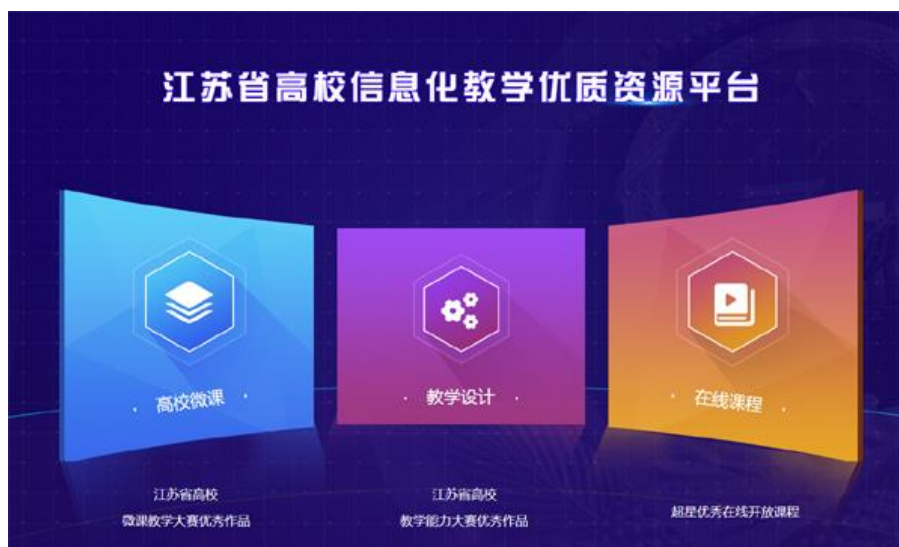 江苏省高校信息化教学优质资源平台
· 高校微课 ·
· 教学设计 ·
· 在线课程 ·
江苏省高校
微课教学大赛优秀作品
江苏省高校
教学能力大赛优秀作品
超星优秀在线开放课程